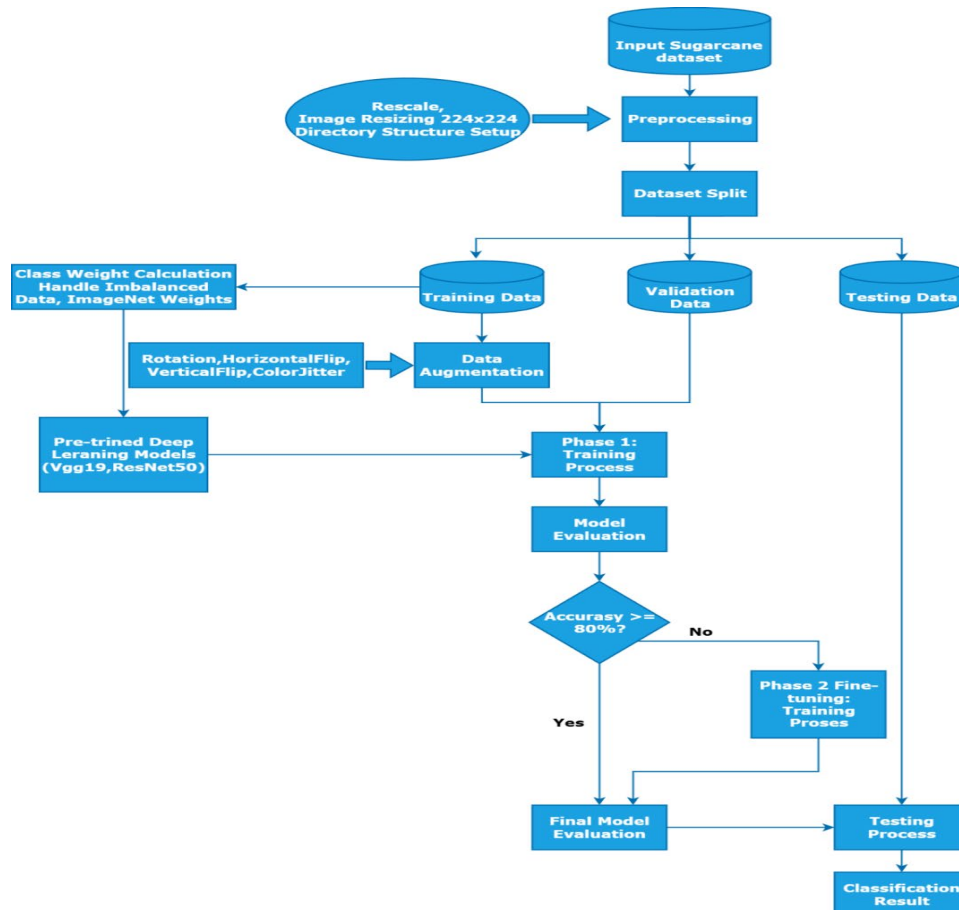 Input Sugarcane
dataset
Rescale,
Image Resizing 224x224
Directory Structure Setup
Preprocessing
Dataset Split
Class Weight Calculation
Handle Imbalanced
Data, ImageNet Weights
Training Data
Validation
Data
Testing Data
Rotation,HorizontalFlip,
VerticalFlip,ColorJitter
Data
Augmentation
Pre-trined Deep
Leraning Models
(Vgg19,ResNet50)
Phase 1:
Training
Process
Model
Evaluation
Accurasy >=
80%?
No
Phase 2 Fine-
tuning:
Training
Proses
Yes
Final Model
Evaluation
Testing
Process
Classification
Result